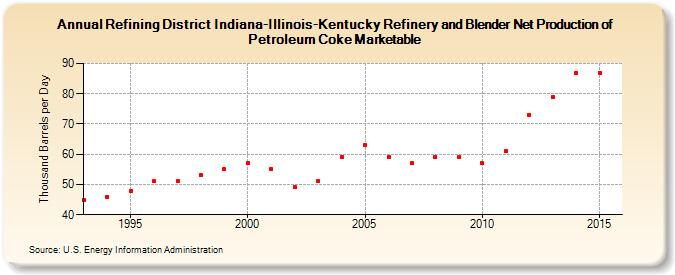 Annual Refining District Indiana-Illinois-Kentucky Refinery and Blender Net Production of
Petroleum Coke Marketable
Thousand Barrels per Day
90
80
70
60
50
40
1995
2000
2005
2010
2015
Source: U.S. Energy Information Administration